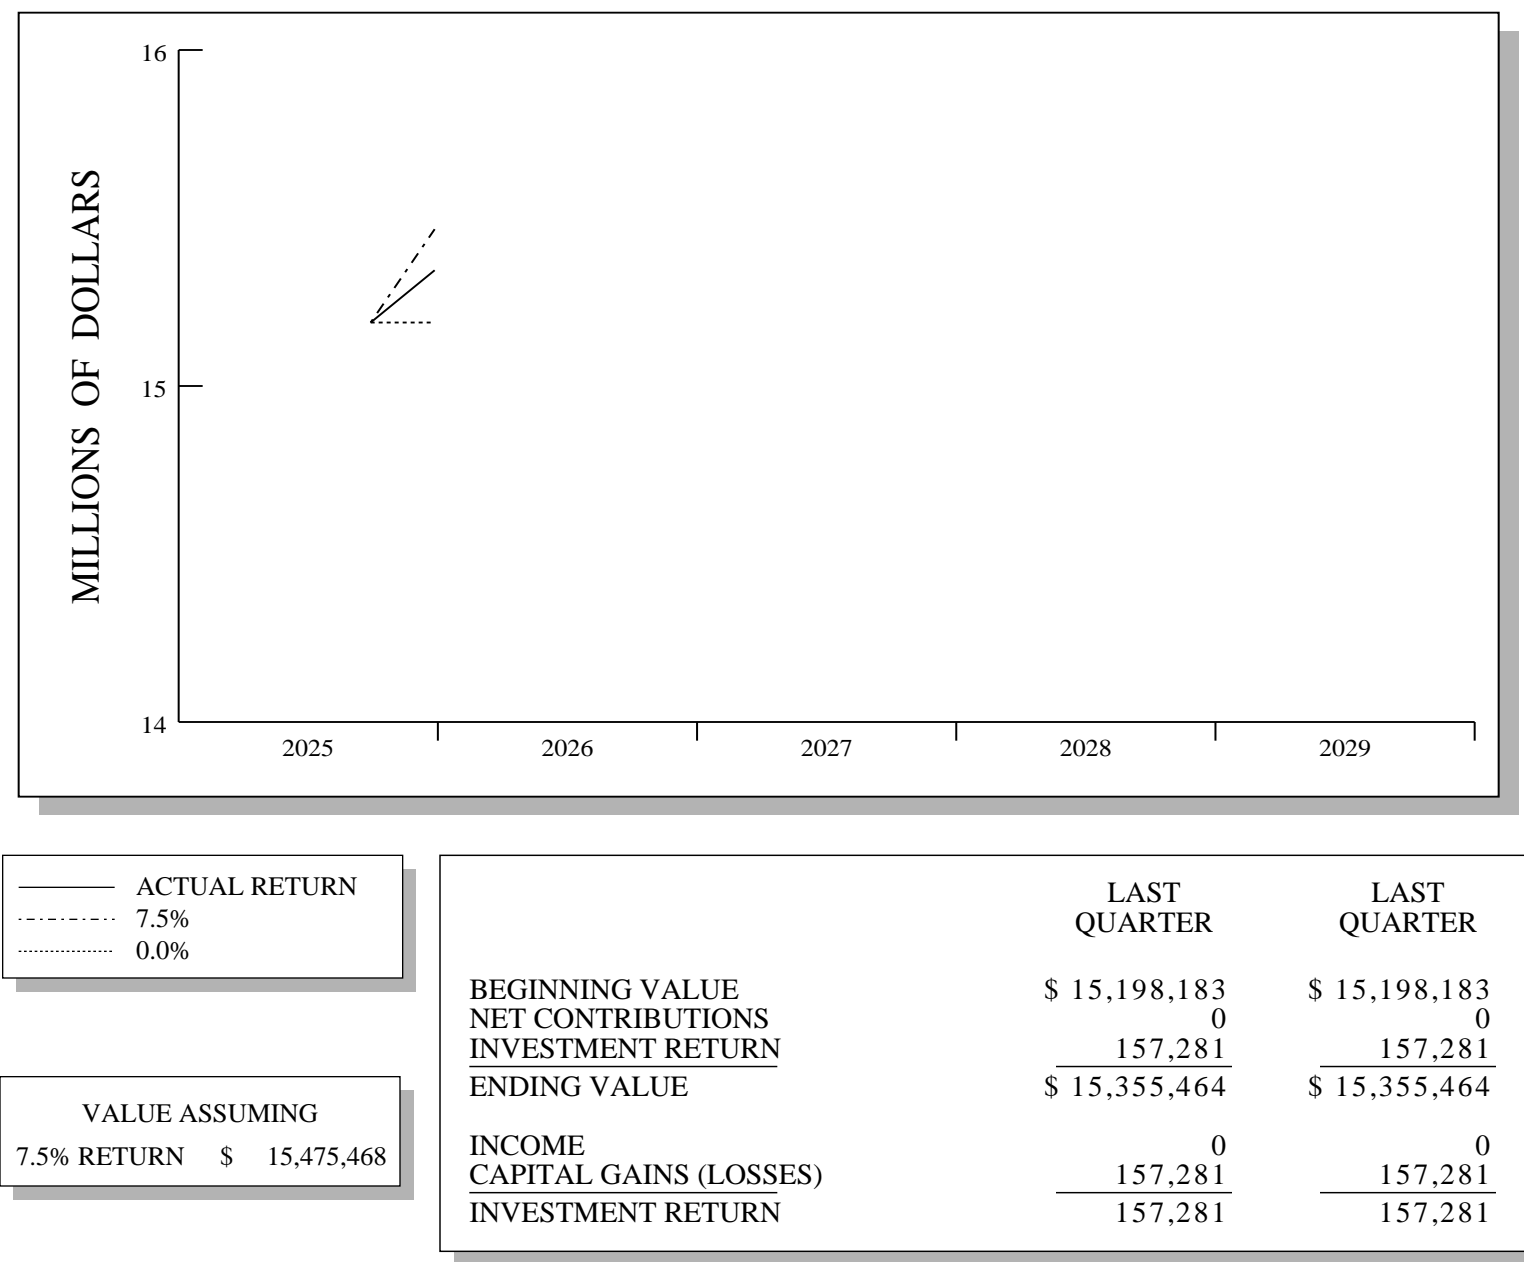 16
15
14
MILLIONS OF DOLLARS
2025 2026 2027 2028 2029
ACTUAL RETURN
7.5%
0.0%
VALUE ASSUMING
7.5% RETURN $ 15,475,468
LAST LAST
QUARTER QUARTER
BEGINNING VALUE $ 15,198,183 $ 15,198,183
NET CONTRIBUTIONS 0 0
INVESTMENT RETURN 157,281 157,281
ENDING VALUE $ 15,355,464 $ 15,355,464
INCOME 0 0
CAPITAL GAINS (LOSSES) 157,281 157,281
INVESTMENT RETURN 157,281 157,281